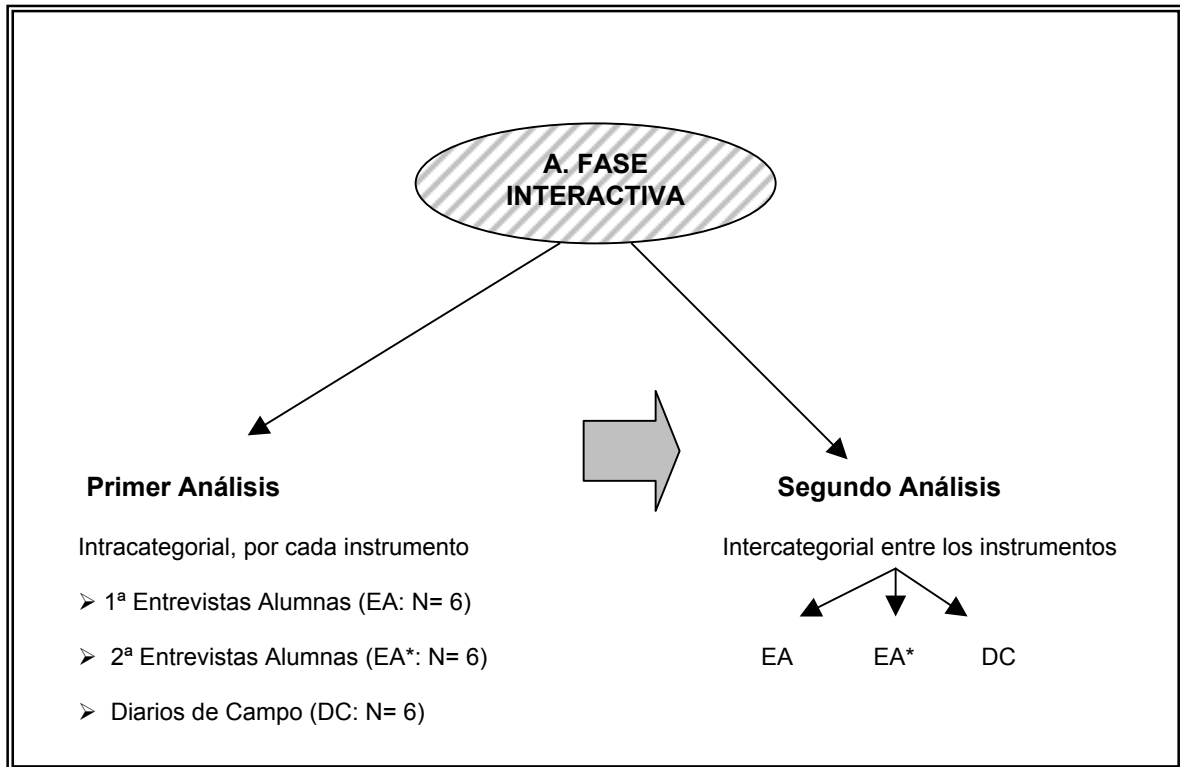 A. FASE
INTERACTIVA
Primer Análisis
Intracategorial, por cada instrumento
➢ 1ª Entrevistas Alumnas (EA: N= 6)
➢ 2ª Entrevistas Alumnas (EA*: N= 6)
➢ Diarios de Campo (DC: N= 6)
Segundo Análisis
Intercategorial entre los instrumentos
EA EA* DC